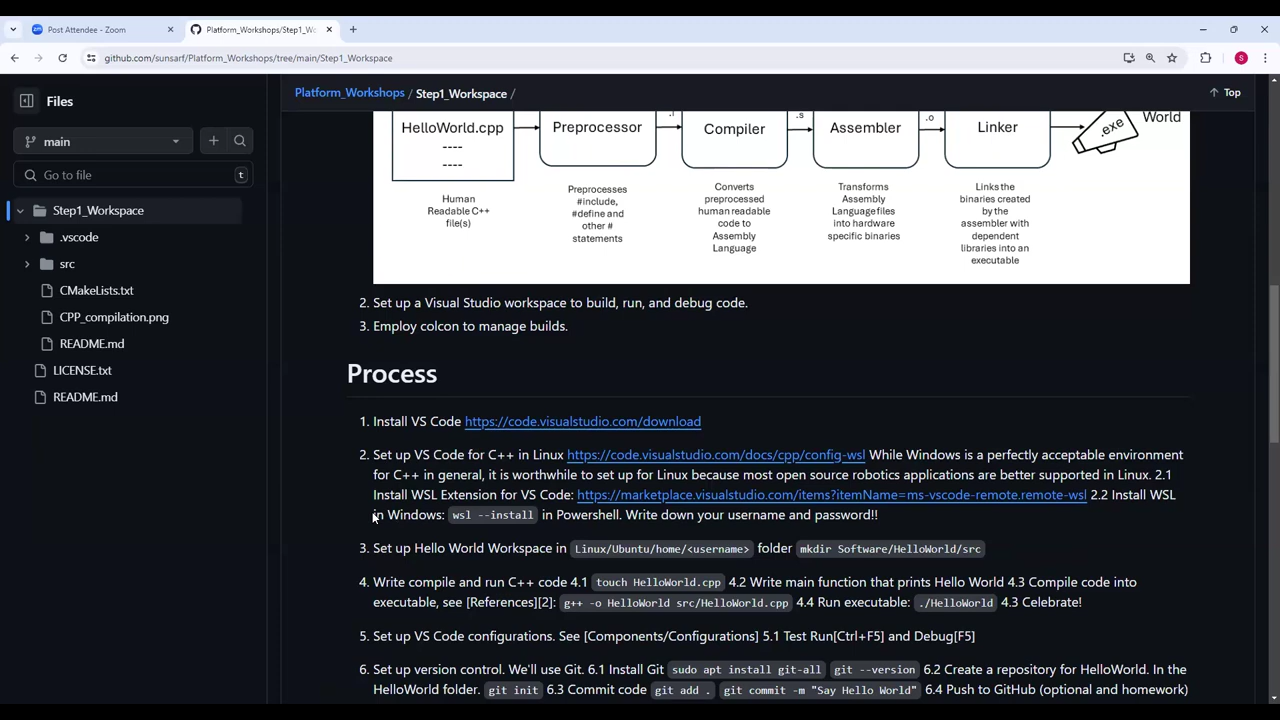 Post Attendee - Zoom
Platform_Workshops/Step1_Wo
github.com/sunsarf/Platform_Workshops/tree/main/Step1_Workspace
S
Files
main
Go to file
t
Step1_Workspace
.vscode
src
CMakeLists.txt
CPP_compilation.png
README.md
LICENSE.txt
README.md
Platform_Workshops / Step1_Workspace /
Top
HelloWorld.cpp
----
----
Human
Readable C++
file(s)
Preprocessor
Preprocesses
#include,
#define and
other #
statements
Compiler
Converts
preprocessed
human readable
code to
Assembly
Language
.s
Assembler
Transforms
Assembly
Language files
into hardware
specific binaries
.o
Linker
Links the
binaries created
by the
assembler with
dependent
libraries into an
executable
.exe
World
2. Set up a Visual Studio workspace to build, run, and debug code.
3. Employ colcon to manage builds.
Process
1. Install VS Code https://code.visualstudio.com/download
2. Set up VS Code for C++ in Linux https://code.visualstudio.com/docs/cpp/config-wsl While Windows is a perfectly acceptable environment
for C++ in general, it is worthwhile to set up for Linux because most open source robotics applications are better supported in Linux. 2.1
Install WSL Extension for VS Code: https://marketplace.visualstudio.com/items?itemName=ms-vscode-remote.remote-wsl 2.2 Install WSL
in Windows: wsl --install in Powershell. Write down your username and password!!
3. Set up Hello World Workspace in Linux/Ubuntu/home/<username> folder mkdir Software/HelloWorld/src
4. Write compile and run C++ code 4.1 touch HelloWorld.cpp 4.2 Write main function that prints Hello World 4.3 Compile code into
executable, see [References][2]: g++ -o HelloWorld src/HelloWorld.cpp 4.4 Run executable: ./HelloWorld 4.3 Celebrate!
5. Set up VS Code configurations. See [Components/Configurations] 5.1 Test Run[Ctrl+F5] and Debug[F5]
6. Set up version control. We'll use Git. 6.1 Install Git sudo apt install git-all git --version 6.2 Create a repository for HelloWorld. In the
HelloWorld folder. git init 6.3 Commit code git add . git commit -m "Say Hello World" 6.4 Push to GitHub (optional and homework)